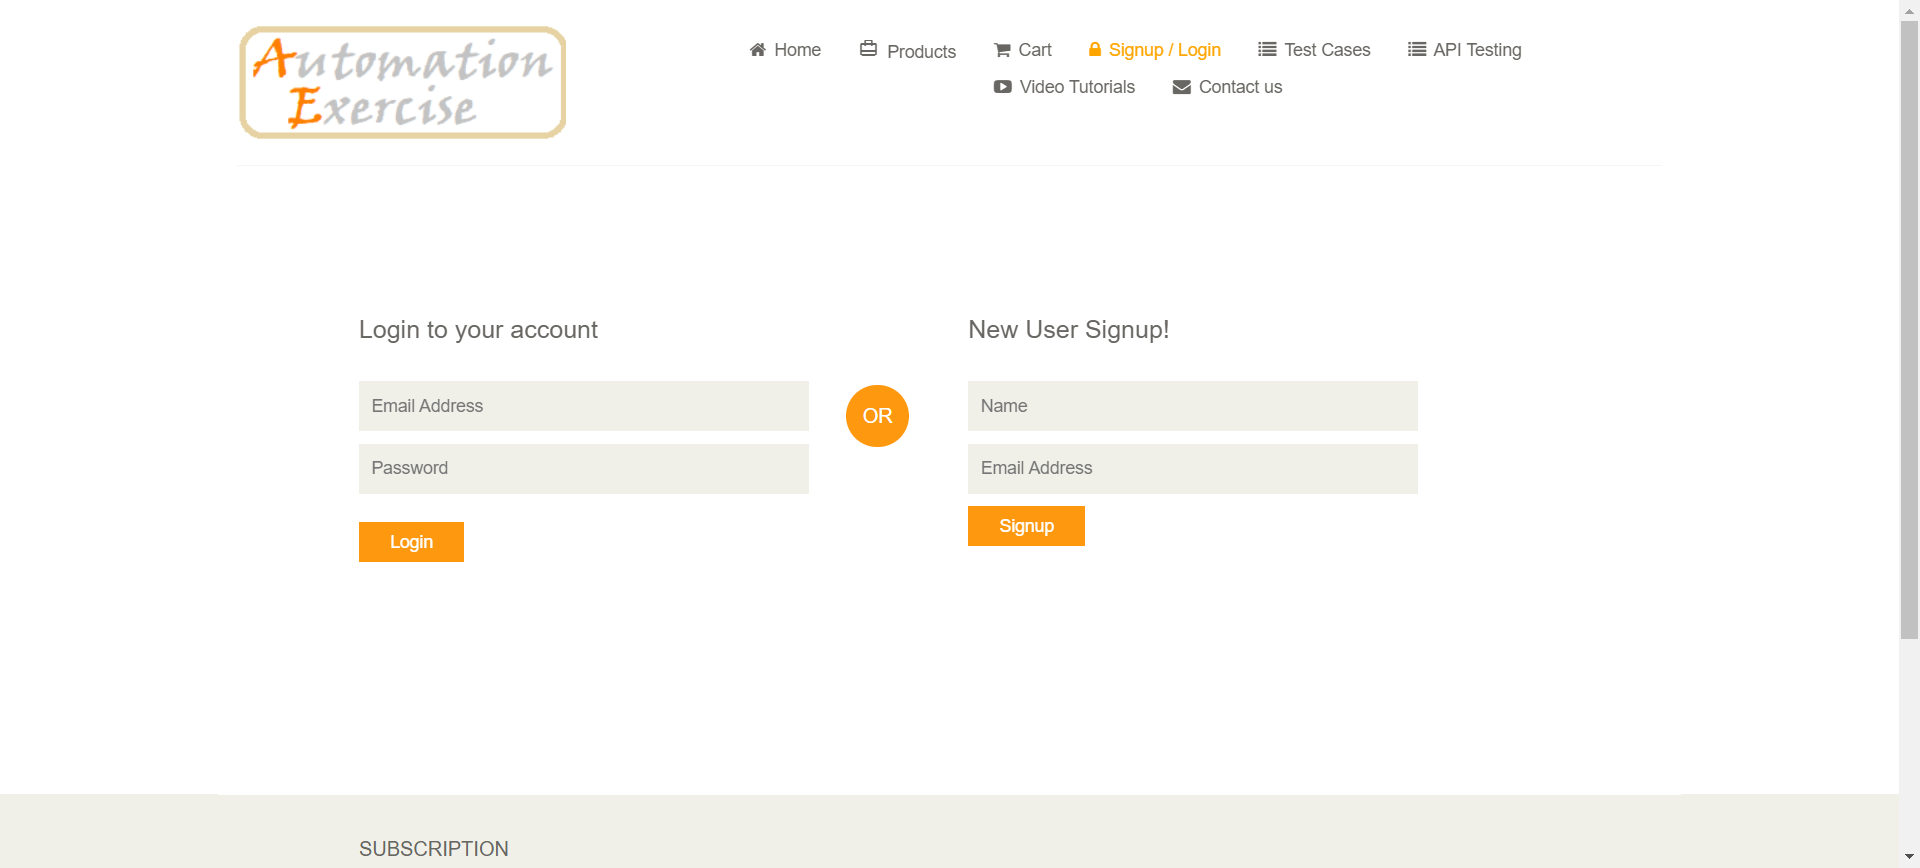 Automation
Exercise
Home
Products
Cart
Signup / Login
Test Cases
API Testing
Video Tutorials
Contact us
Login to your account
Email Address
Password
Login
OR
New User Signup!
Name
Email Address
Signup
SUBSCRIPTION